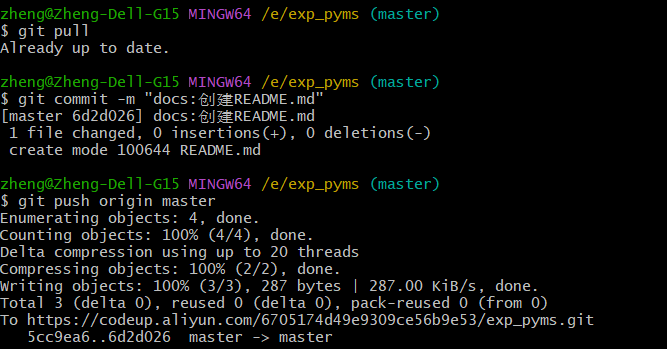 zheng@Zheng-Dell-G15 MINGW64 /e/exp_pyms (master)
$ git pull
Already up to date.
zheng@Zheng-Dell-G15 MINGW64 /e/exp_pyms (master)
$ git commit -m "docs:创建README.md"
[master 6d2d026] docs:创建README.md
 1 file changed, 0 insertions(+), 0 deletions(-)
 create mode 100644 README.md
zheng@Zheng-Dell-G15 MINGW64 /e/exp_pyms (master)
$ git push origin master
Enumerating objects: 4, done.
Counting objects: 100% (4/4), done.
Delta compression using up to 20 threads
Compressing objects: 100% (2/2), done.
Writing objects: 100% (3/3), 287 bytes | 287.00 KiB/s, done.
Total 3 (delta 0), reused 0 (delta 0), pack-reused 0 (from 0)
To https://codeup.aliyun.com/6705174d49e9309ce56b9e53/exp_pyms.git
   5cc9ea6..6d2d026  master -> master